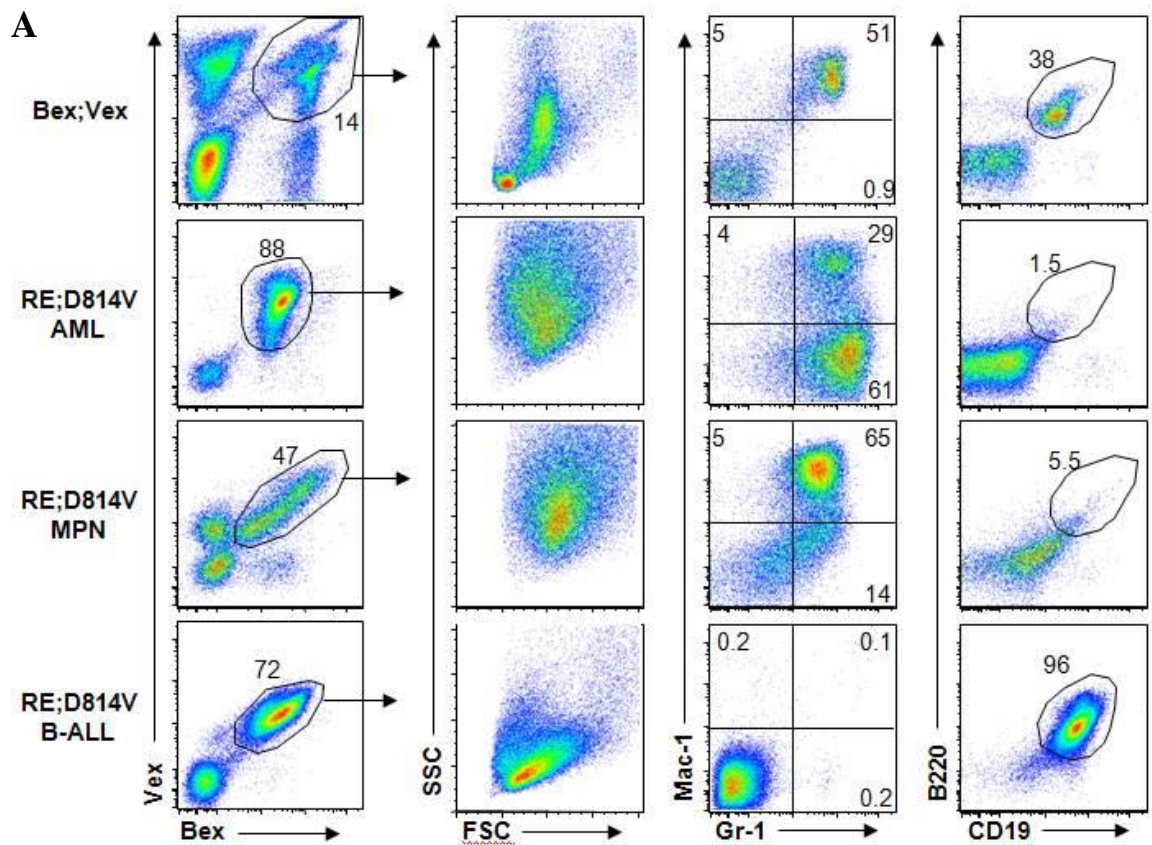 A
Bex;Vex
14
5 51
0.9
38
RE;D814V
AML
88
4 29
61
1.5
RE;D814V
MPN
47
5 65
14
5.5
RE;D814V
B-ALL
72
0.2 0.1
0.2
96
Vex
SSC
Mac-1
B220
Bex
FSC
Gr-1
CD19